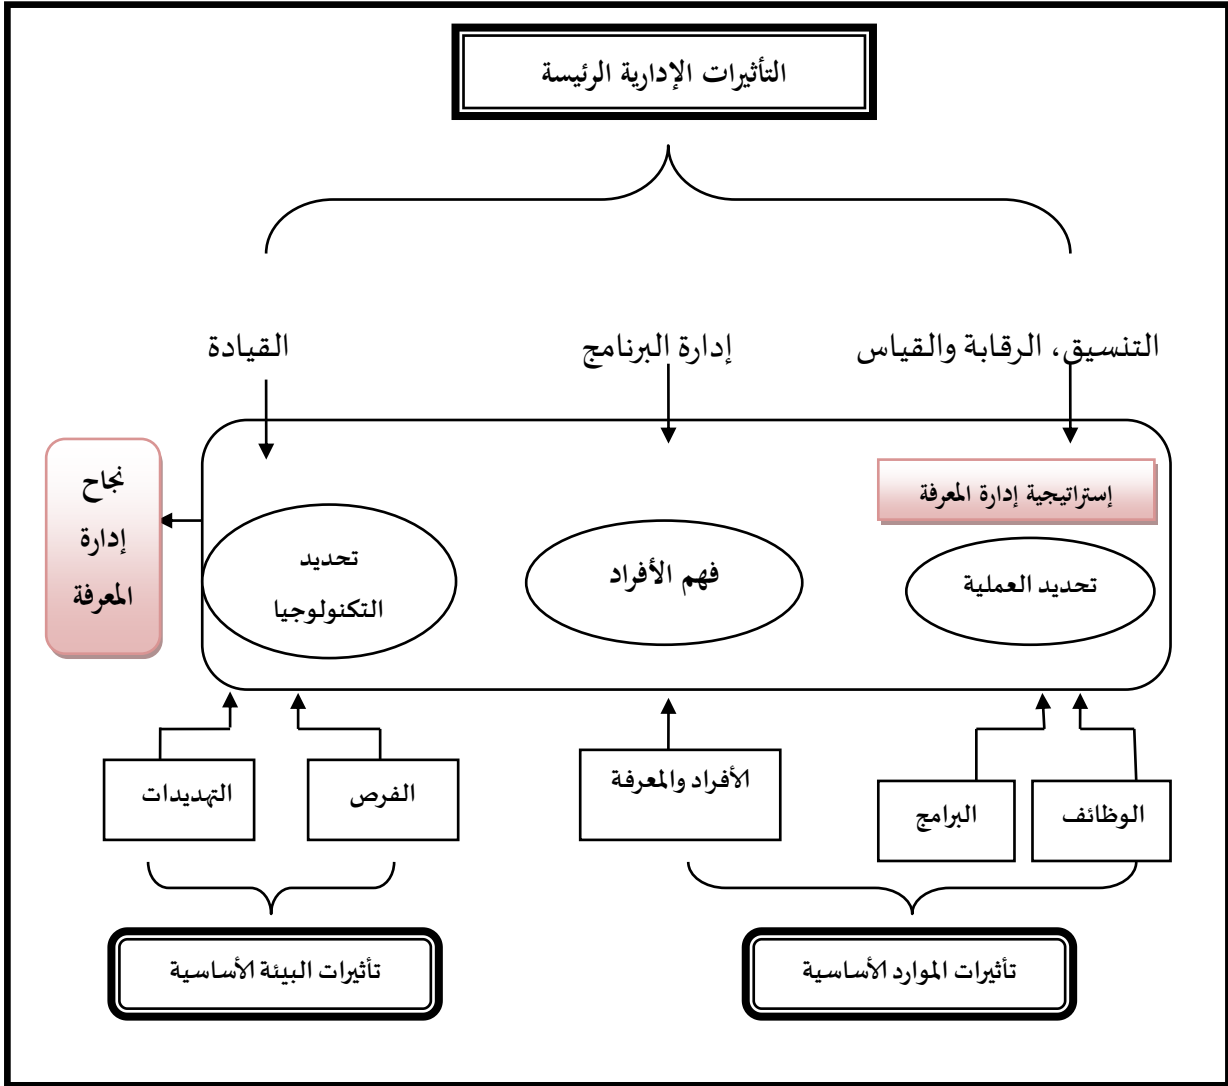 التأثيرات الإدارية الرئيسة
التنسيق، الرقابة والقياس
إدارة البرنامج
القيادة
إستراتيجية إدارة المعرفة
تحديد العملية
فهم الأفراد
تحديد
التكنولوجيا
نجاح
إدارة
المعرفة
الوظائف
البرامج
الأفراد والمعرفة
الفرص
التهديدات
تأثيرات الموارد الأساسية
تأثيرات البيئة الأساسية